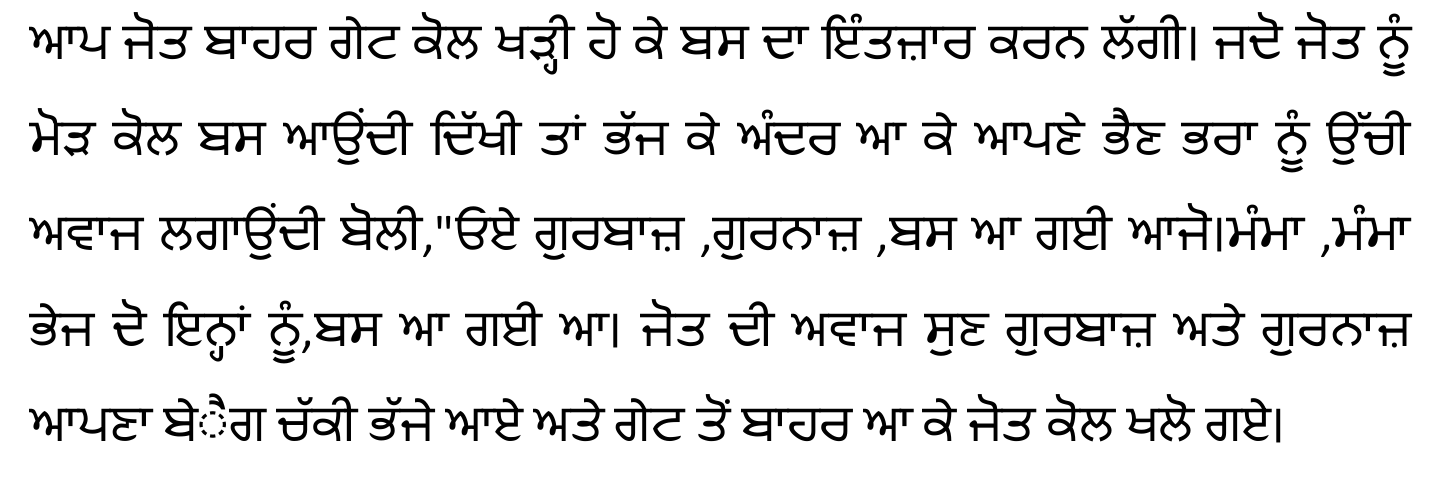 ਆਪ ਜੋਤ ਬਾਹਰ ਗੇਟ ਕੋਲ ਖੜ੍ਹੀ ਹੋ ਕੇ ਬਸ ਦਾ ਇੰਤਜ਼ਾਰ ਕਰਨ ਲੱਗੀ। ਜਦੋ ਜੋਤ ਨੂੰ
ਮੋੜ ਕੋਲ ਬਸ ਆਉਂਦੀ ਦਿੱਖੀ ਤਾਂ ਭੱਜ ਕੇ ਅੰਦਰ ਆ ਕੇ ਆਪਣੇ ਭੈਣ ਭਰਾ ਨੂੰ ਉੱਚੀ
ਅਵਾਜ ਲਗਾਉਂਦੀ ਬੋਲੀ,"ਓਏ ਗੁਰਬਾਜ਼ ,ਗੁਰਨਾਜ਼ ,ਬਸ ਆ ਗਈ ਆਜੋ।ਮੰਮਾ ,ਮੰਮਾ
ਭੇਜ ਦੋ ਇਨ੍ਹਾਂ ਨੂੰ,ਬਸ ਆ ਗਈ ਆ। ਜੋਤ ਦੀ ਅਵਾਜ ਸੁਣ ਗੁਰਬਾਜ਼ ਅਤੇ ਗੁਰਨਾਜ਼
ਆਪਣਾ ਬੇੈਗ ਚੱਕੀ ਭੱਜੇ ਆਏ ਅਤੇ ਗੇਟ ਤੋਂ ਬਾਹਰ ਆ ਕੇ ਜੋਤ ਕੋਲ ਖਲੋ ਗਏ।